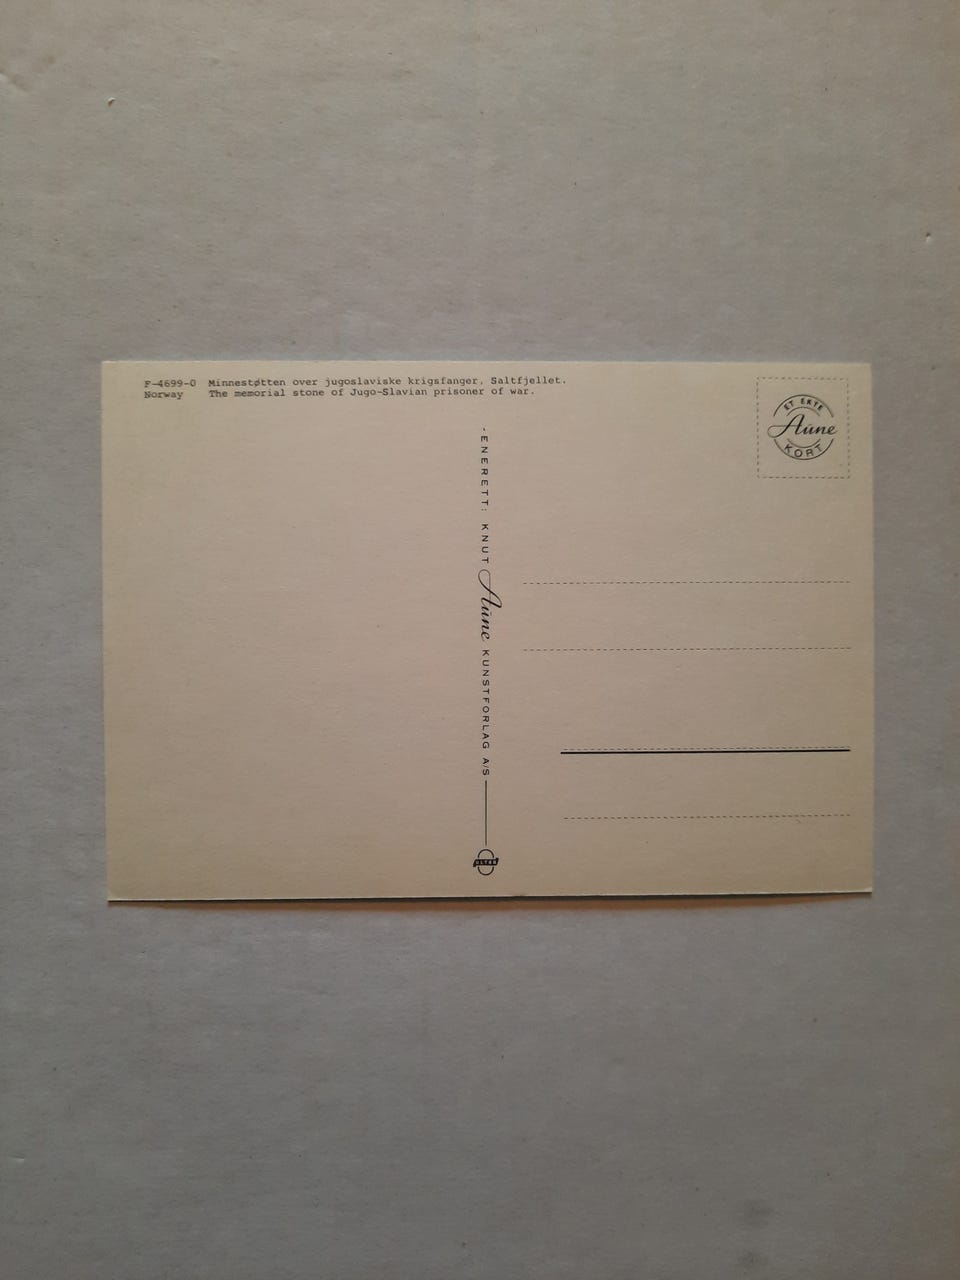 F-4699-0 Minnestøtten over jugoslaviske krigsfanger, Saltfjellet.
Norway The memorial stone of Jugo-Slavian prisoner of war.
ET EKTE
Aune
KORT
-ENERETT: KNUT Aune KUNSTFORLAG A/S